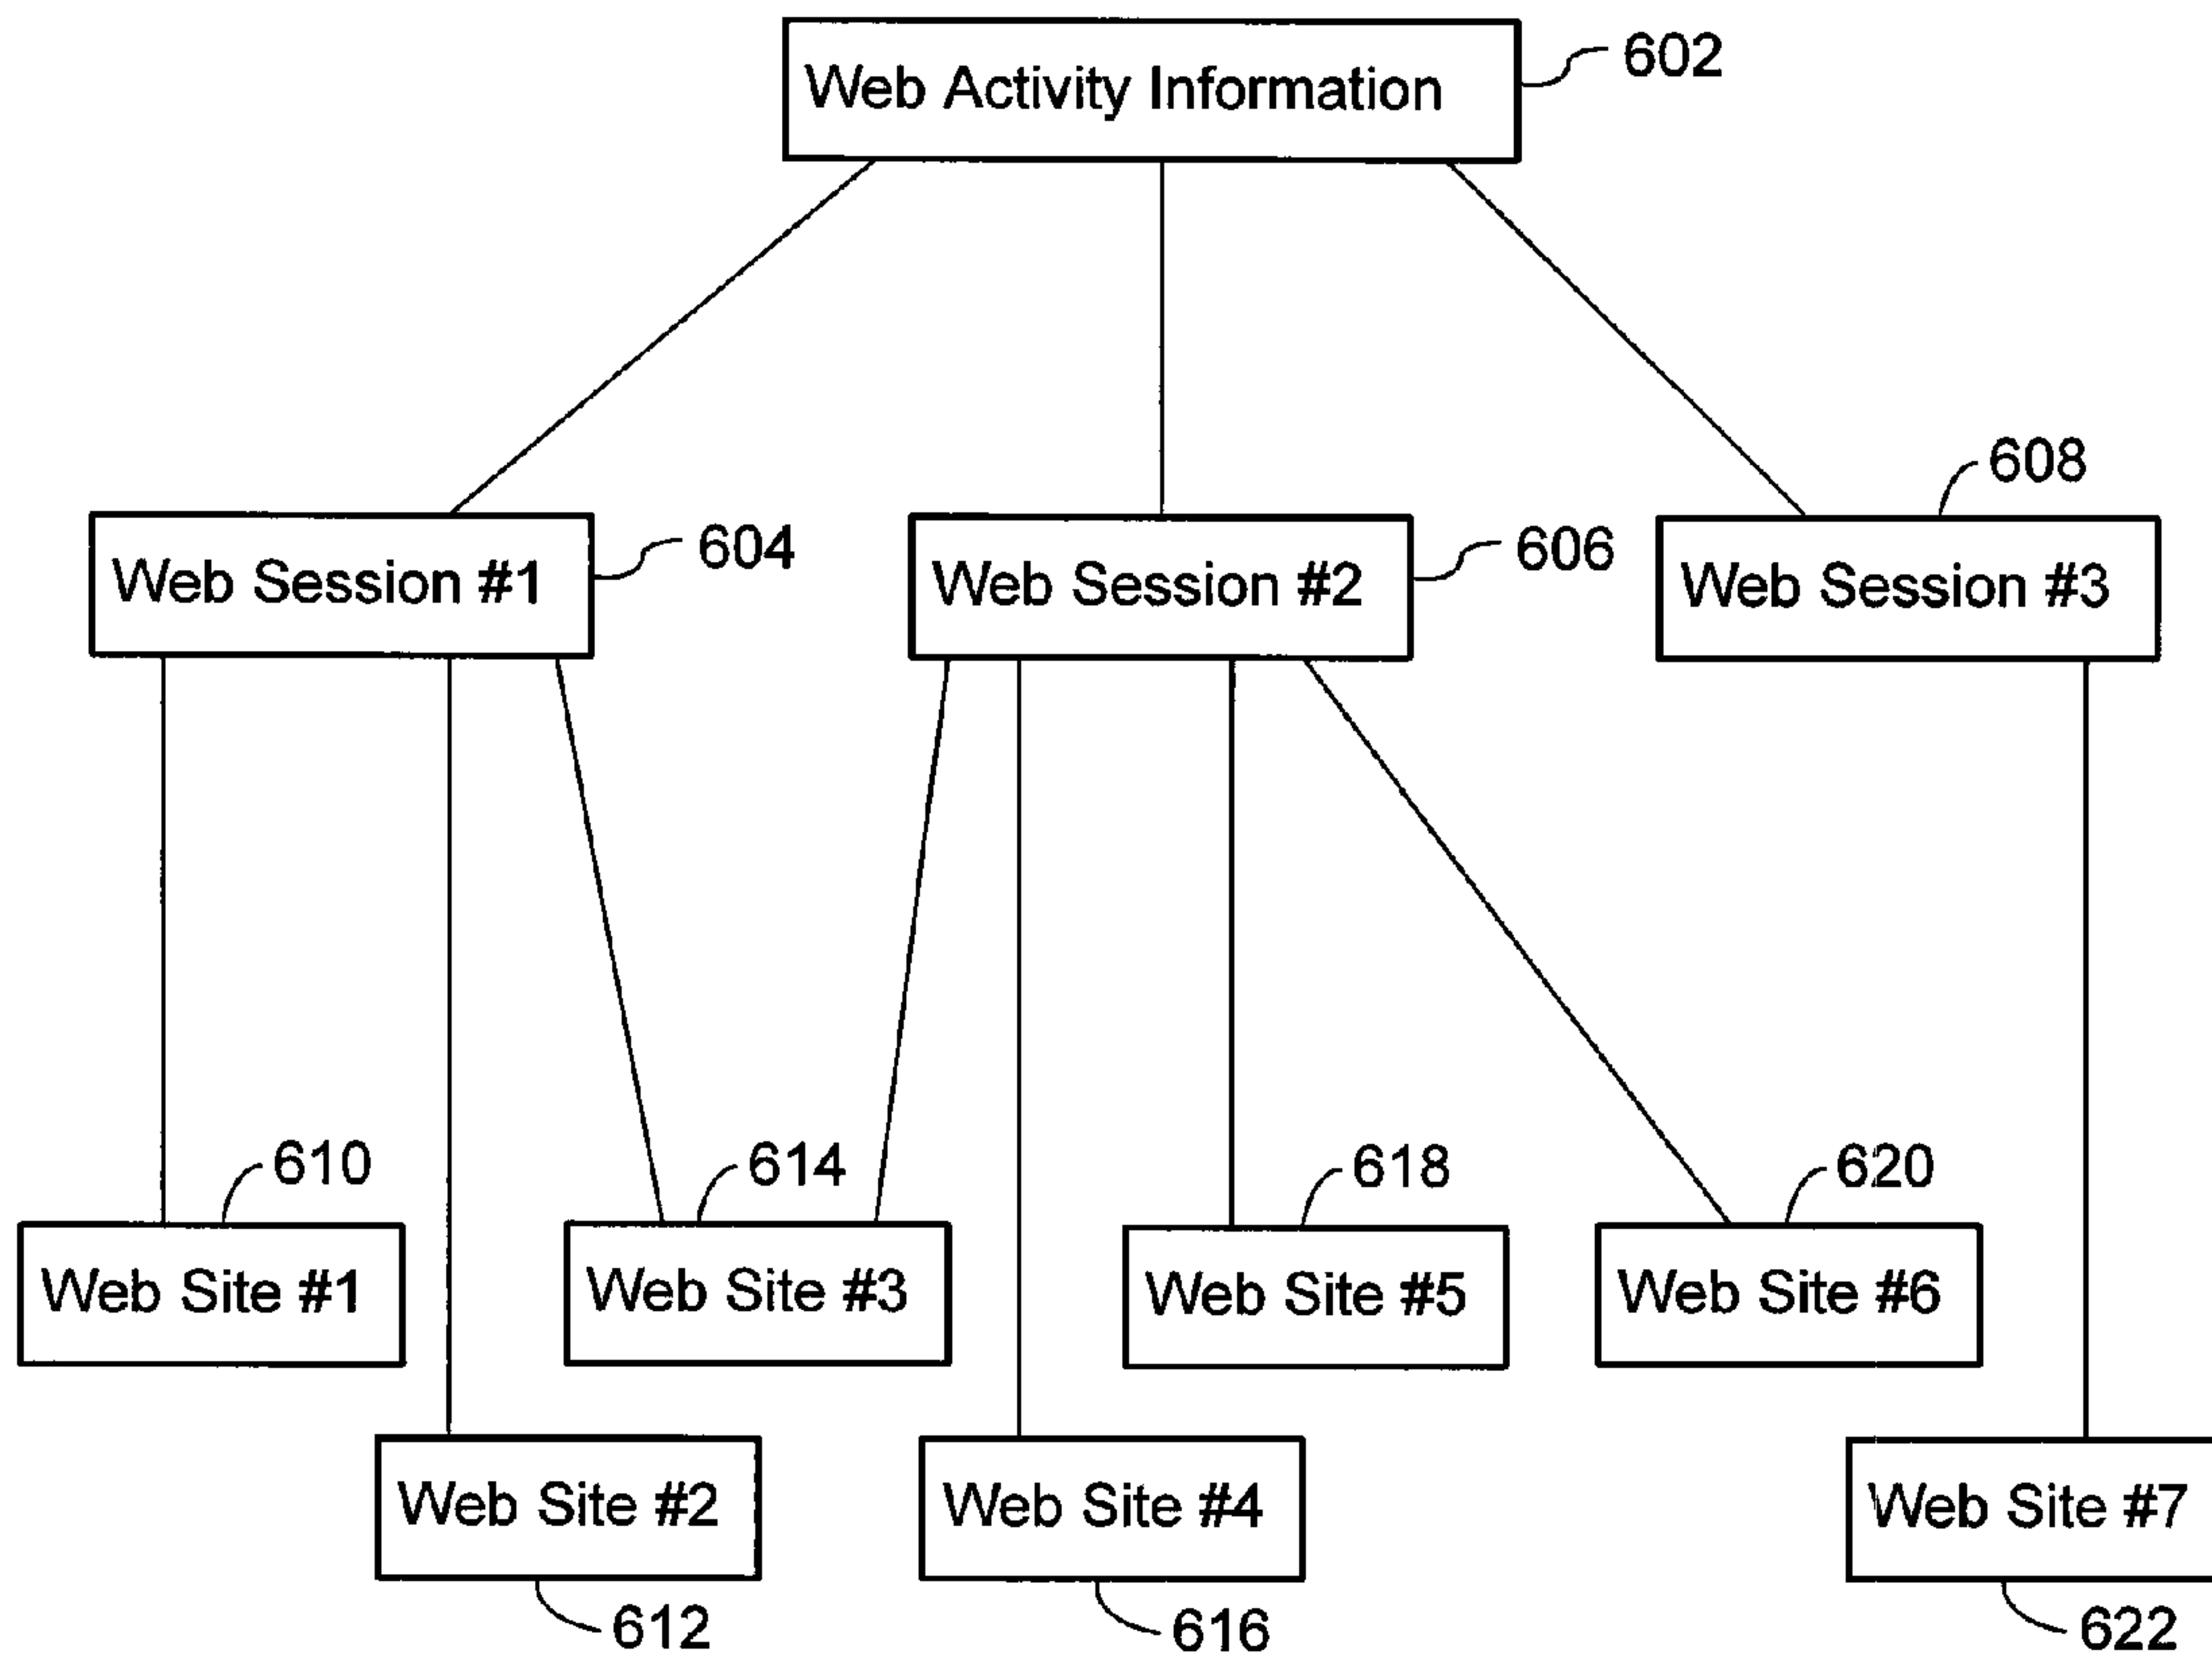 Web Activity Information
602
Web Session #1
604
Web Session #2
606
Web Session #3
608
Web Site #1
610
Web Site #3
614
Web Site #5
618
Web Site #6
620
Web Site #2
612
Web Site #4
616
Web Site #7
622